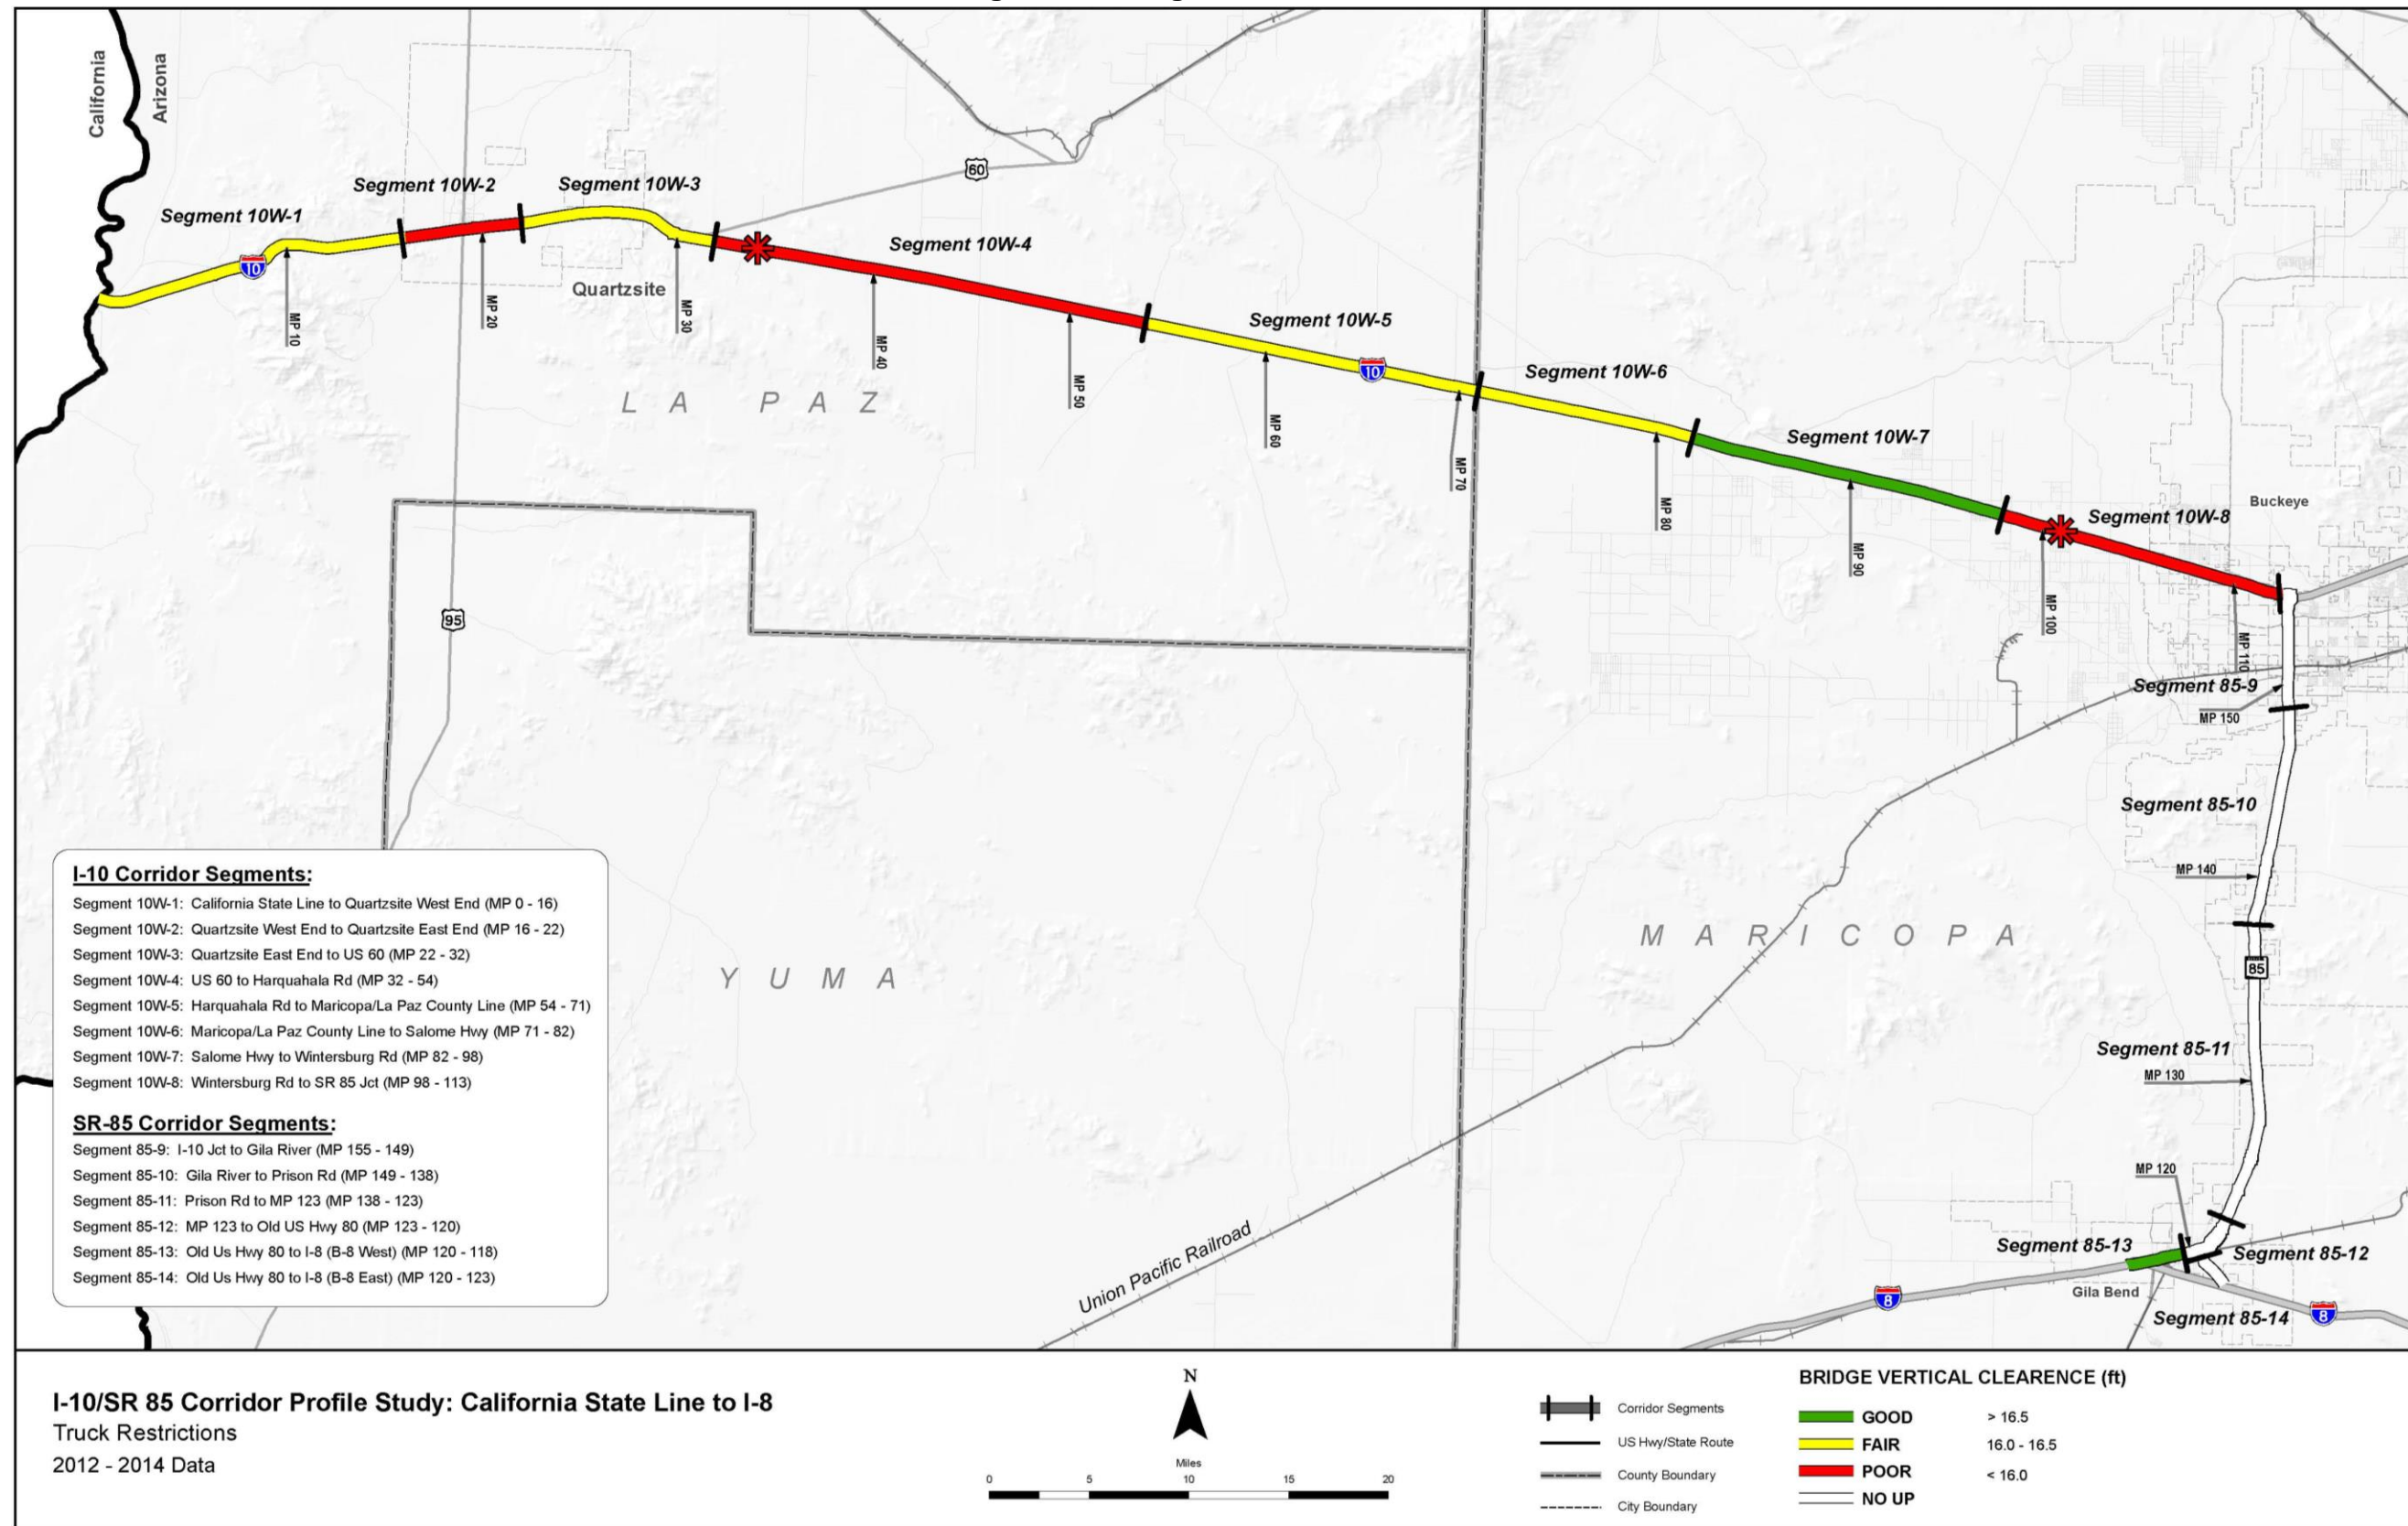 California
Arizona
60
Segment 10W-2
Segment 10W-3
Segment 10W-1
10
Segment 10W-4
Quartzsite
MP 10
MP 20
MP 30
MP 40
MP 50
MP 60
MP 70
MP 80
MP 90
MP 100
MP 110
Segment 10W-5
10
Segment 10W-6
LA PAZ
Segment 10W-7
Buckeye
Segment 10W-8
95
Segment 85-9
MP 150
Segment 85-10
MP 140
MARICOPA
85
YUMA
Segment 85-11
MP 130
MP 120
Segment 85-13
Segment 85-12
Union Pacific Railroad
8
Gila Bend
Segment 85-14
8
I-10 Corridor Segments:
Segment 10W-1: California State Line to Quartzsite West End (MP 0 - 16)
Segment 10W-2: Quartzsite West End to Quartzsite East End (MP 16 - 22)
Segment 10W-3: Quartzsite East End to US 60 (MP 22 - 32)
Segment 10W-4: US 60 to Harquahala Rd (MP 32 - 54)
Segment 10W-5: Harquahala Rd to Maricopa/La Paz County Line (MP 54 - 71)
Segment 10W-6: Maricopa/La Paz County Line to Salome Hwy (MP 71 - 82)
Segment 10W-7: Salome Hwy to Wintersburg Rd (MP 82 - 98)
Segment 10W-8: Wintersburg Rd to SR 85 Jct (MP 98 - 113)
SR-85 Corridor Segments:
Segment 85-9: I-10 Jct to Gila River (MP 155 - 149)
Segment 85-10: Gila River to Prison Rd (MP 149 - 138)
Segment 85-11: Prison Rd to MP 123 (MP 138 - 123)
Segment 85-12: MP 123 to Old US Hwy 80 (MP 123 - 120)
Segment 85-13: Old Us Hwy 80 to I-8 (B-8 West) (MP 120 - 118)
Segment 85-14: Old Us Hwy 80 to I-8 (B-8 East) (MP 120 - 123)
I-10/SR 85 Corridor Profile Study: California State Line to I-8
Truck Restrictions
2012 - 2014 Data
N
Miles
0 5 10 15 20
Corridor Segments
US Hwy/State Route
County Boundary
City Boundary
BRIDGE VERTICAL CLEARENCE (ft)
GOOD > 16.5
FAIR 16.0 - 16.5
POOR < 16.0
NO UP